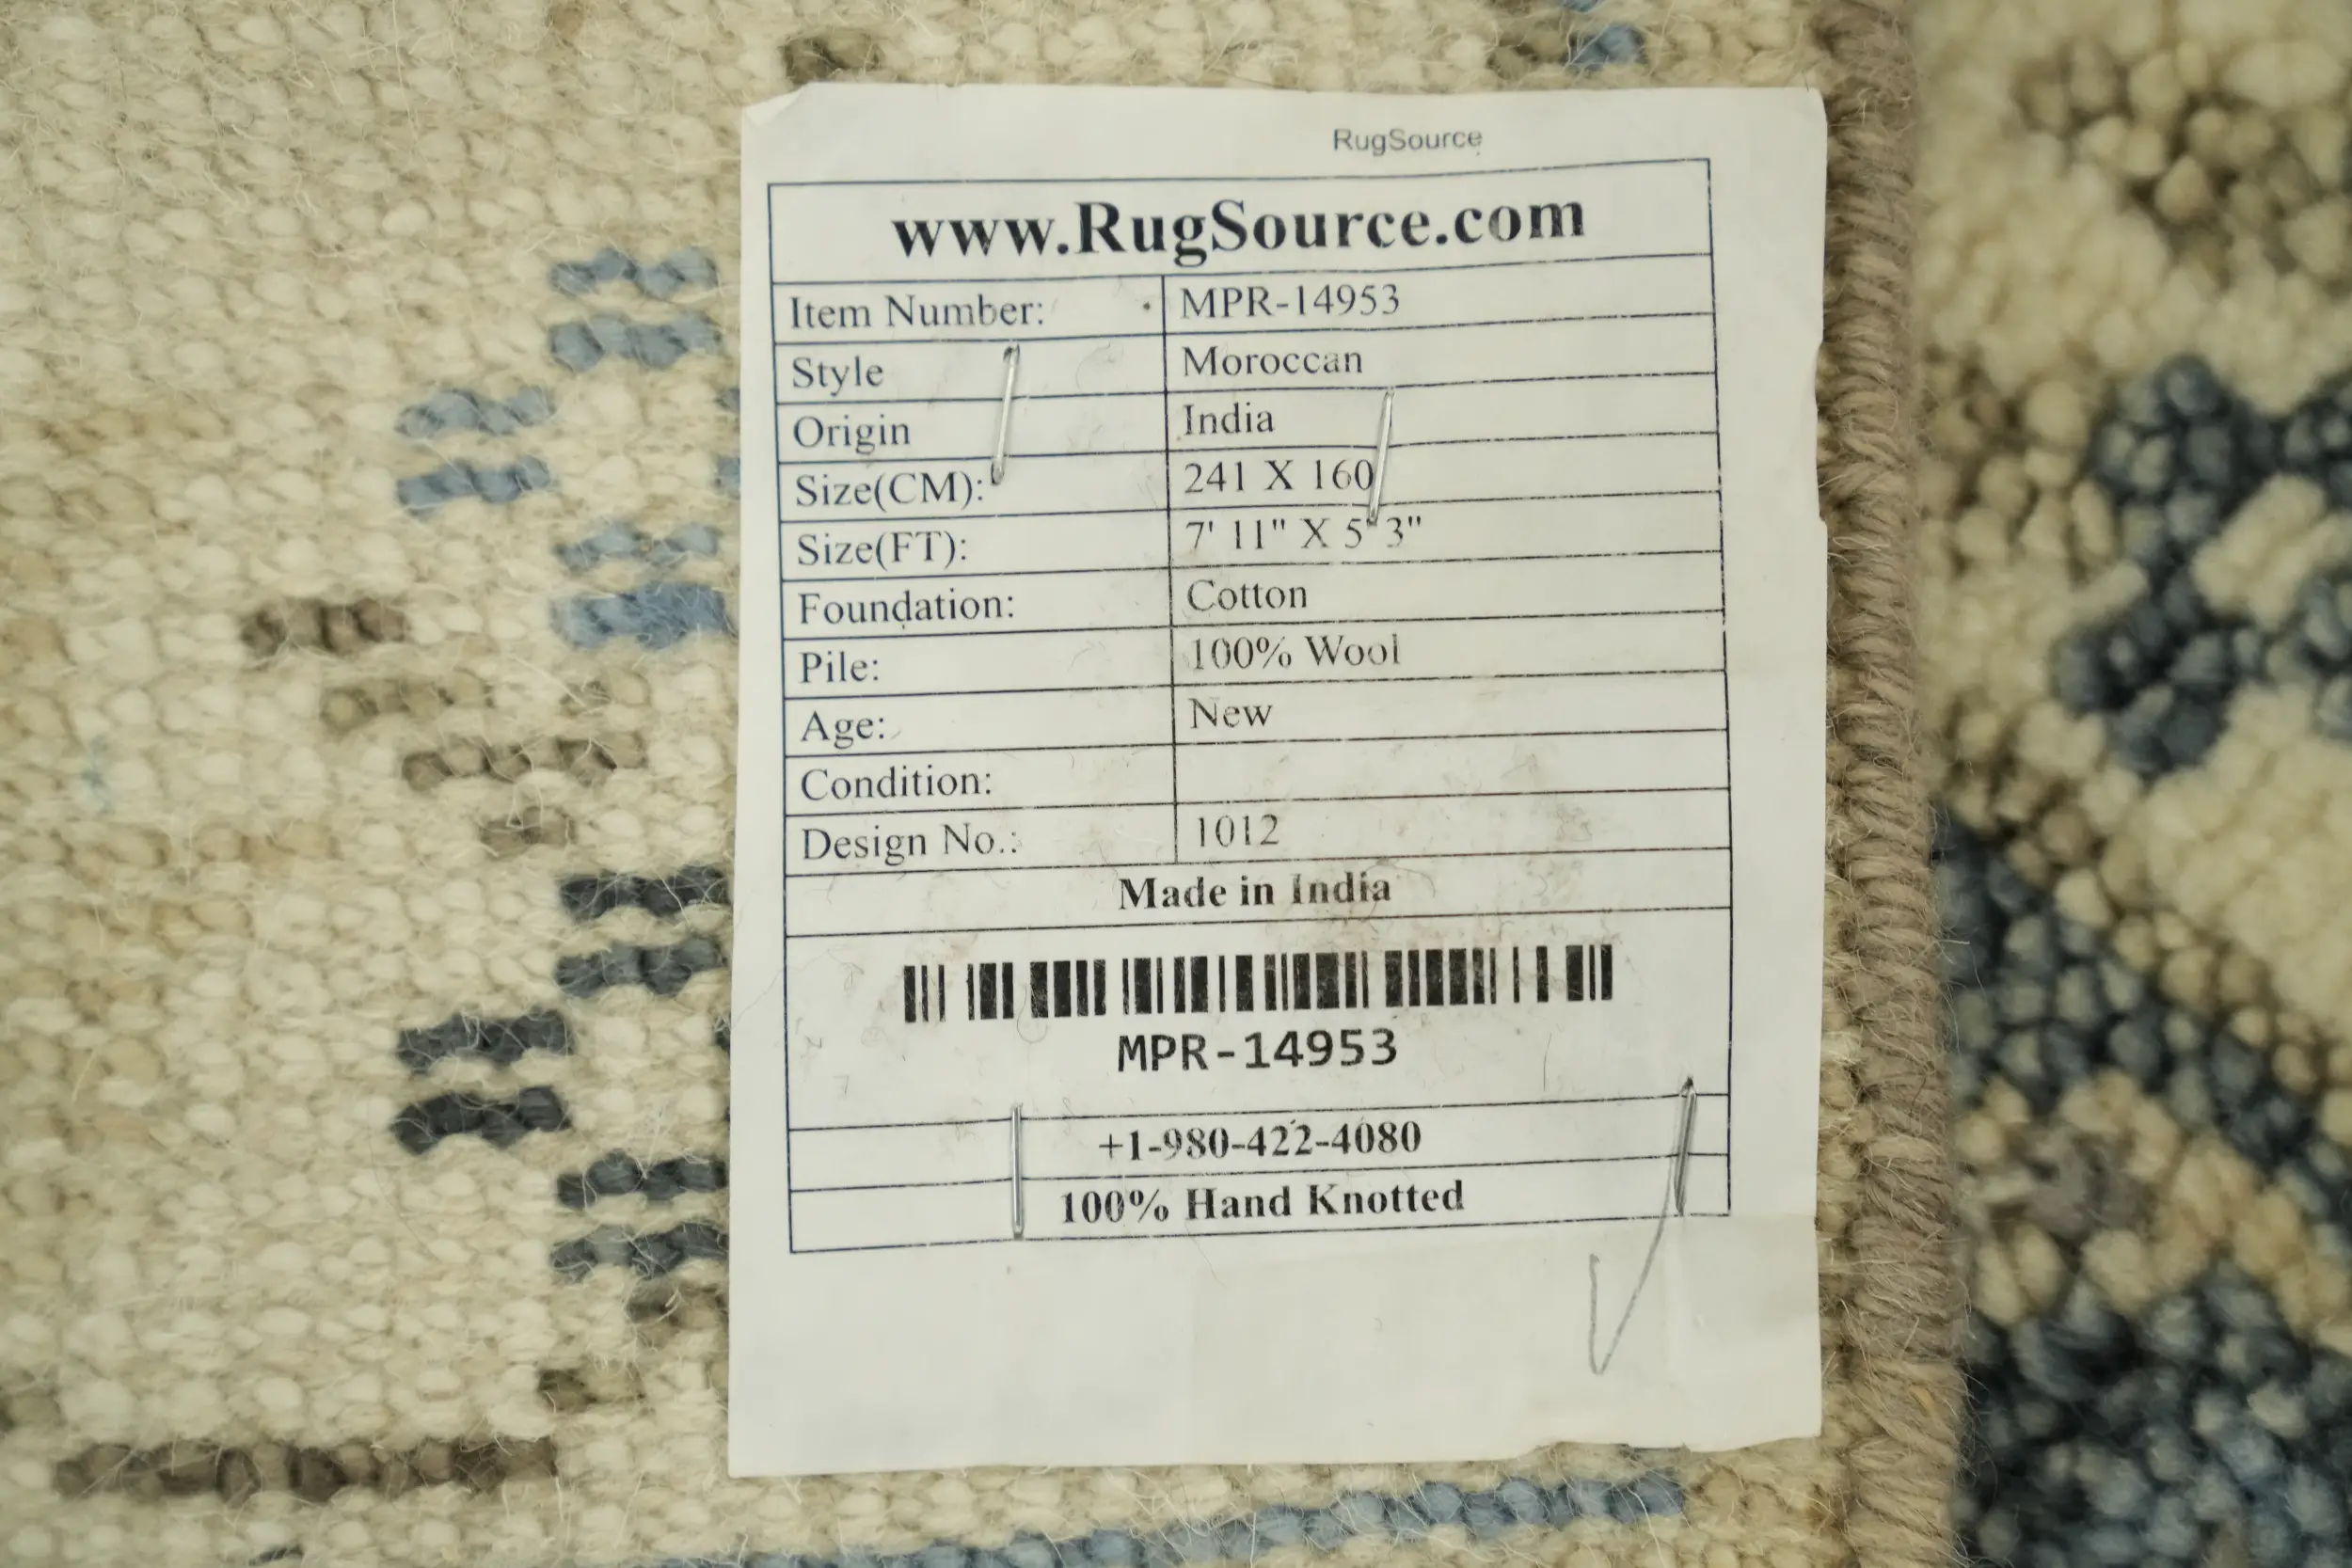 RugSource
www.RugSource.com
Item Number: MPR-14953
Style Moroccan
Origin India
Size(CM): 241 X 160
Size(FT): 7' 11" X 5' 3"
Foundation: Cotton
Pile: 100% Wool
Age: New
Condition:
Design No.: 1012
Made in India
MPR-14953
+1-980-422-4080
100% Hand Knotted